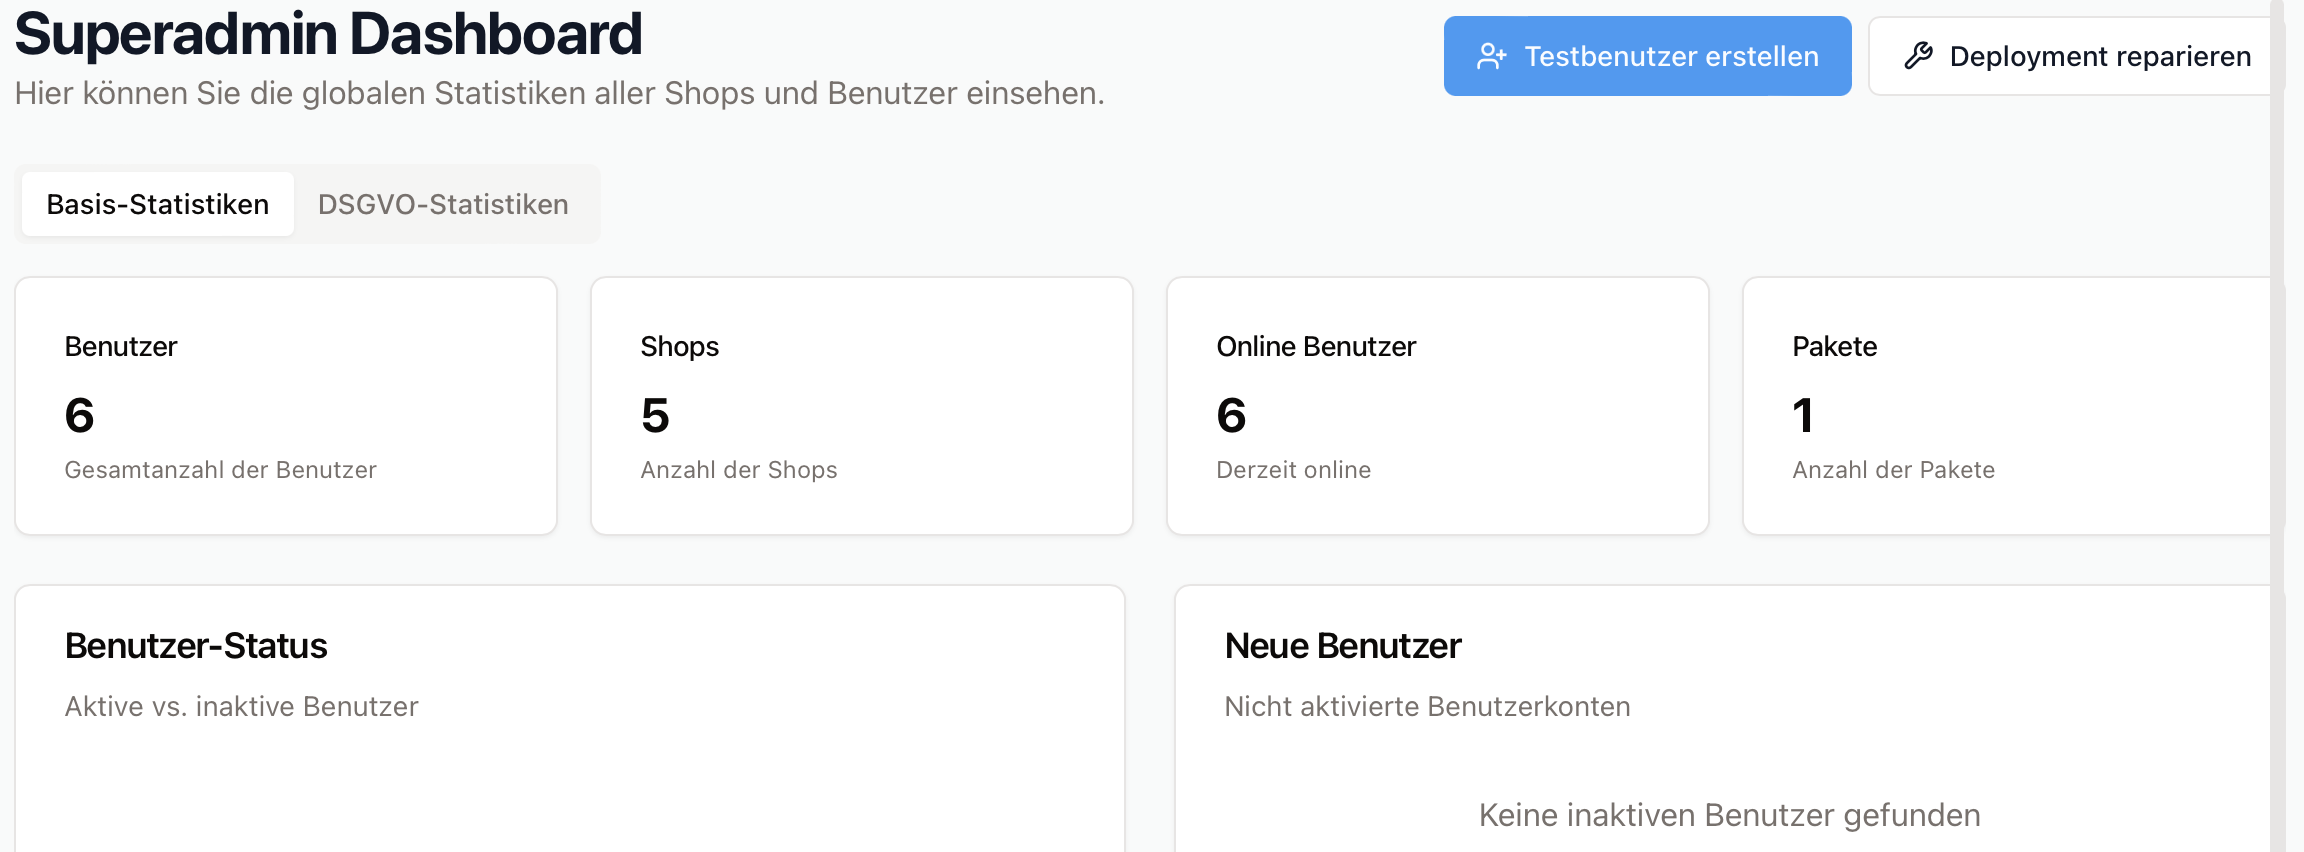 Superadmin Dashboard
Hier können Sie die globalen Statistiken aller Shops und Benutzer einsehen.
Testbenutzer erstellen
Deployment reparieren
Basis-Statistiken
DSGVO-Statistiken
Benutzer
6
Gesamtanzahl der Benutzer
Shops
5
Anzahl der Shops
Online Benutzer
6
Derzeit online
Pakete
1
Anzahl der Pakete
Benutzer-Status
Aktive vs. inaktive Benutzer
Neue Benutzer
Nicht aktivierte Benutzerkonten
Keine inaktiven Benutzer gefunden